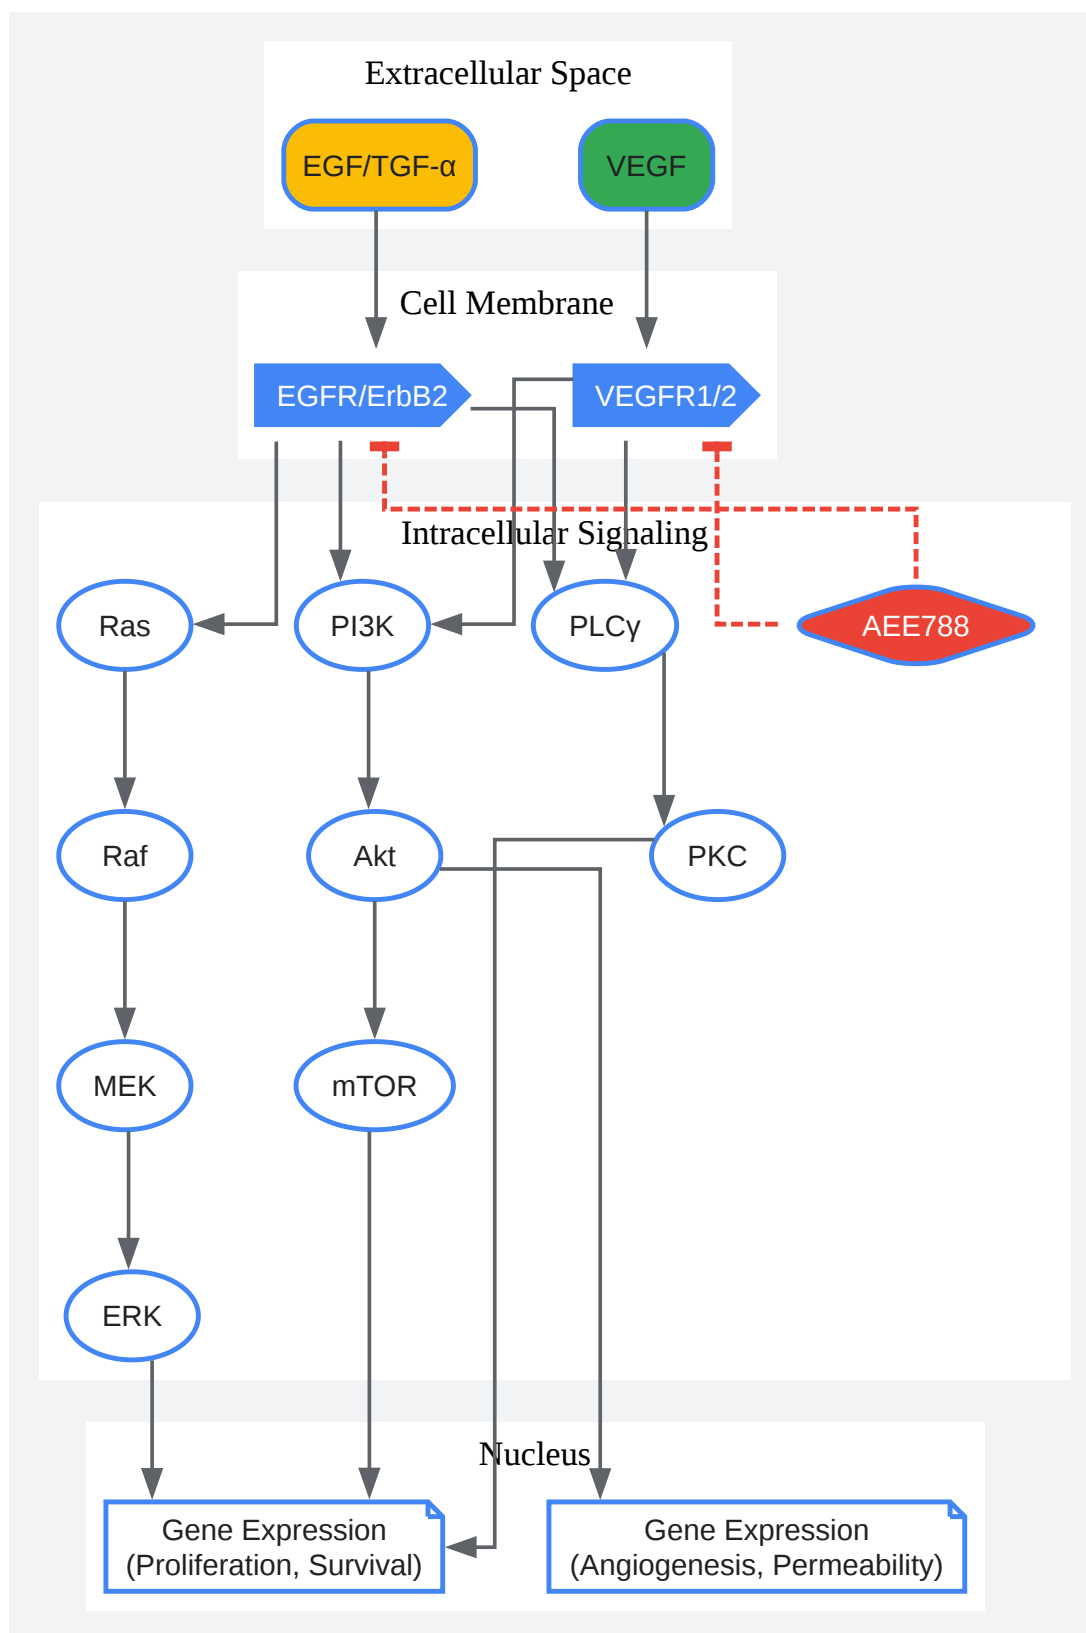 Extracellular Space
EGF/TGF-α
VEGF
Cell Membrane
EGFR/ErbB2
VEGFR1/2
Intracellular Signaling
Ras
PI3K
PLCγ
AEE788
Raf
Akt
PKC
MEK
mTOR
ERK
Nucleus
Gene Expression
(Proliferation, Survival)
Gene Expression
(Angiogenesis, Permeability)